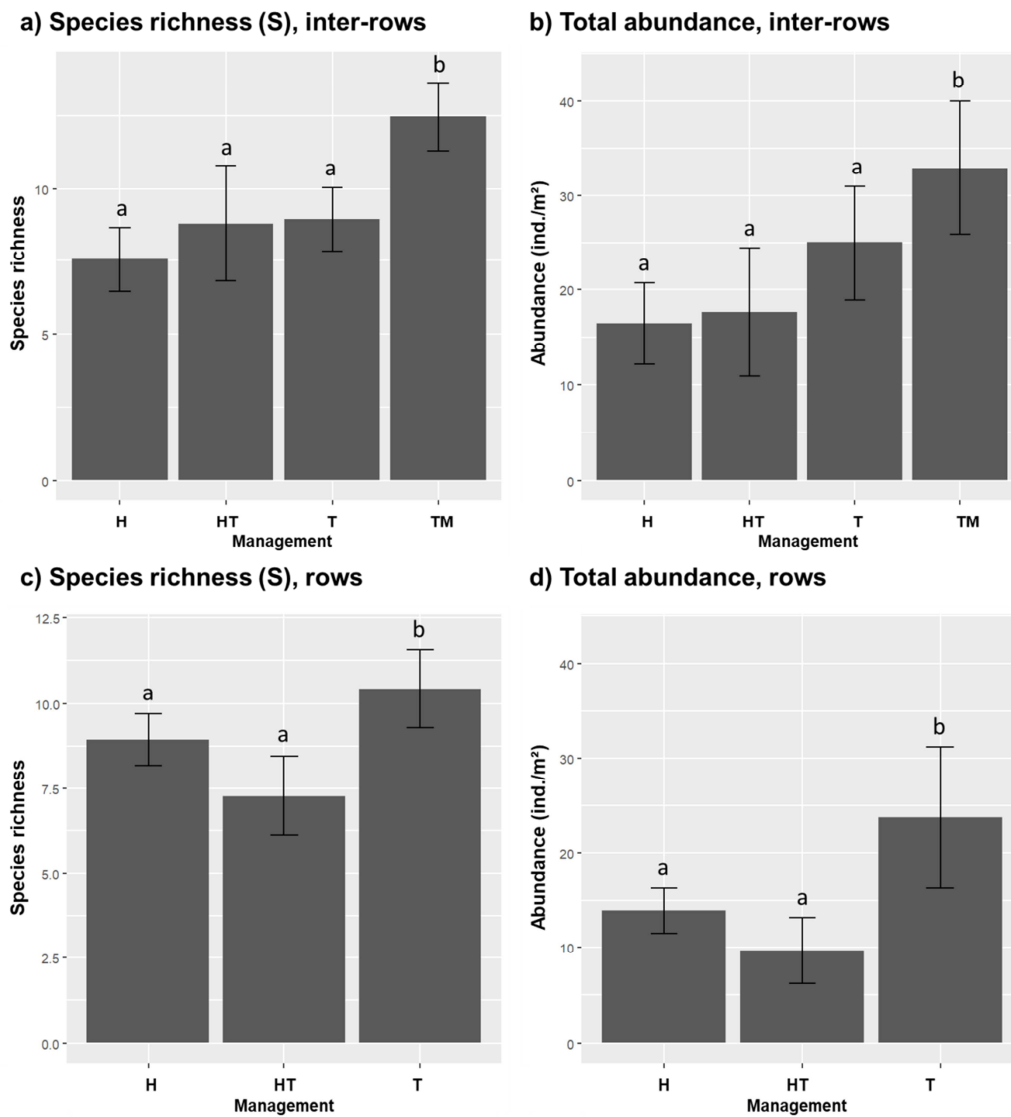 a) Species richness (S), inter-rows
Species richness
10
5
0
a
a
a
b
H HT T TM
Management
b) Total abundance, inter-rows
Abundance (ind./m²)
40
30
20
10
0
a
a
a
b
H HT T TM
Management
c) Species richness (S), rows
Species richness
12.5
10.0
7.5
5.0
2.5
0.0
a
a
b
H HT T
Management
d) Total abundance, rows
Abundance (ind./m²)
40
30
20
10
0
a
a
b
H HT T
Management